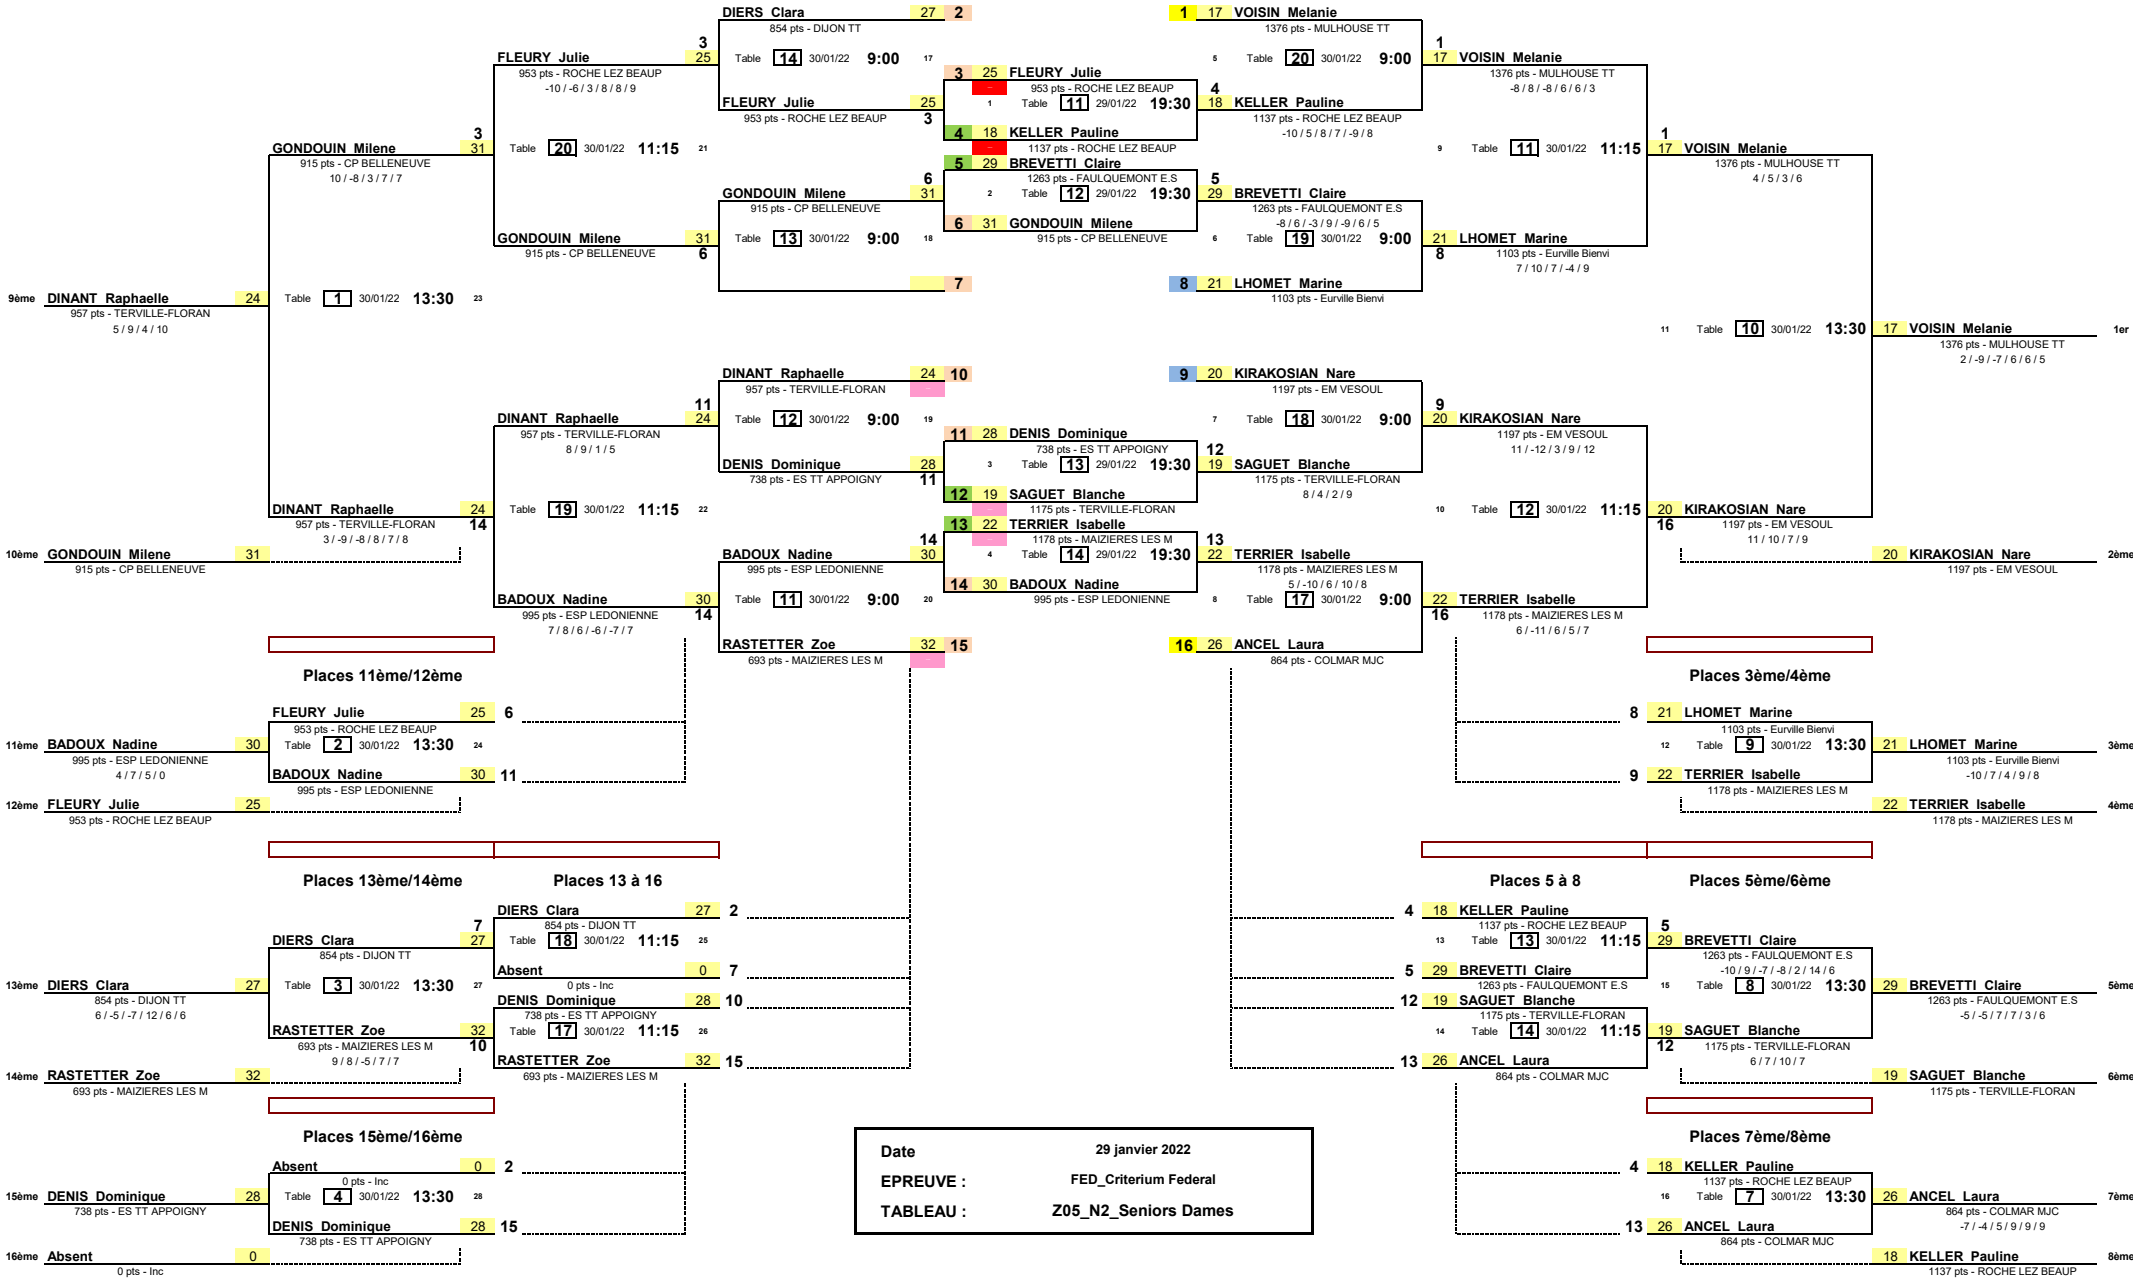 DIERS Clara 27 2
854 pts - DIJON TT
3
FLEURY Julie 25
953 pts - ROCHE LEZ BEAUP
-10 / -6 / 3 / 8 / 8 / 9
Table 14 30/01/22 9:00 17
FLEURY Julie 25
953 pts - ROCHE LEZ BEAUP 3
3
GONDOUIN Milene 31
915 pts - CP BELLENEUVE
10 / -8 / 3 / 7 / 7
Table 20 30/01/22 11:15 21
6
GONDOUIN Milene 31
915 pts - CP BELLENEUVE
GONDOUIN Milene 31
915 pts - CP BELLENEUVE 6
Table 13 30/01/22 9:00 18
7
9ème DINANT Raphaelle 24
957 pts - TERVILLE-FLORAN
5 / 9 / 4 / 10
Table 1 30/01/22 13:30 23
DINANT Raphaelle 24 10
957 pts - TERVILLE-FLORAN
11
DINANT Raphaelle 24
957 pts - TERVILLE-FLORAN
8 / 9 / 1 / 5
Table 12 30/01/22 9:00 19
DENIS Dominique 28
738 pts - ES TT APPOIGNY 11
DINANT Raphaelle 24
957 pts - TERVILLE-FLORAN 14
3 / -9 / -8 / 8 / 7 / 8
Table 19 30/01/22 11:15 22
10ème GONDOUIN Milene 31
915 pts - CP BELLENEUVE
14
BADOUX Nadine 30
995 pts - ESP LEDONIENNE
BADOUX Nadine 30
995 pts - ESP LEDONIENNE 14
7 / 8 / 6 / -6 / -7 / 7
Table 11 30/01/22 9:00 20
RASTETTER Zoe 32 15
693 pts - MAIZIERES LES M
3 25 FLEURY Julie
953 pts - ROCHE LEZ BEAUP
1 Table 11 29/01/22 19:30
4 18 KELLER Pauline
1137 pts - ROCHE LEZ BEAUP
5 29 BREVETTI Claire
1263 pts - FAULQUEMONT E.S
2 Table 12 29/01/22 19:30
6 31 GONDOUIN Milene
915 pts - CP BELLENEUVE
11 28 DENIS Dominique
738 pts - ES TT APPOIGNY
3 Table 13 29/01/22 19:30
12 19 SAGUET Blanche
1175 pts - TERVILLE-FLORAN
13 22 TERRIER Isabelle
1178 pts - MAIZIERES LES M
4 Table 14 29/01/22 19:30
14 30 BADOUX Nadine
995 pts - ESP LEDONIENNE
1 17 VOISIN Melanie
1376 pts - MULHOUSE TT
5 Table 20 30/01/22 9:00
4
18 KELLER Pauline
1137 pts - ROCHE LEZ BEAUP
-10 / 5 / 8 / 7 / -9 / 8
5
29 BREVETTI Claire
1263 pts - FAULQUEMONT E.S
-8 / 6 / -3 / 9 / -9 / 6 / 5
6 Table 19 30/01/22 9:00
8 21 LHOMET Marine
1103 pts - Eurville Bienvi
9 20 KIRAKOSIAN Nare
1197 pts - EM VESOUL
7 Table 18 30/01/22 9:00
12
19 SAGUET Blanche
1175 pts - TERVILLE-FLORAN
8 / 4 / 2 / 9
13
22 TERRIER Isabelle
1178 pts - MAIZIERES LES M
5 / -10 / 6 / 10 / 8
8 Table 17 30/01/22 9:00
16 26 ANCEL Laura
864 pts - COLMAR MJC
1
17 VOISIN Melanie
1376 pts - MULHOUSE TT
-8 / 8 / -8 / 6 / 6 / 3
9 Table 11 30/01/22 11:15
21 LHOMET Marine
8 1103 pts - Eurville Bienvi
7 / 10 / 7 / -4 / 9
9
20 KIRAKOSIAN Nare
1197 pts - EM VESOUL
11 / -12 / 3 / 9 / 12
10 Table 12 30/01/22 11:15
22 TERRIER Isabelle
16 1178 pts - MAIZIERES LES M
6 / -11 / 6 / 5 / 7
1
17 VOISIN Melanie
1376 pts - MULHOUSE TT
4 / 5 / 3 / 6
11 Table 10 30/01/22 13:30
20 KIRAKOSIAN Nare
16 1197 pts - EM VESOUL
11 / 10 / 7 / 9
17 VOISIN Melanie 1er
1376 pts - MULHOUSE TT
2 / -9 / -7 / 6 / 6 / 5
20 KIRAKOSIAN Nare 2ème
1197 pts - EM VESOUL
Places 11ème/12ème
FLEURY Julie 25 6
953 pts - ROCHE LEZ BEAUP
Table 2 30/01/22 13:30 24
11ème BADOUX Nadine 30
995 pts - ESP LEDONIENNE
4 / 7 / 5 / 0
BADOUX Nadine 30 11
995 pts - ESP LEDONIENNE
12ème FLEURY Julie 25
953 pts - ROCHE LEZ BEAUP
Places 3ème/4ème
8 21 LHOMET Marine
1103 pts - Eurville Bienvi
12 Table 9 30/01/22 13:30
21 LHOMET Marine 3ème
1103 pts - Eurville Bienvi
-10 / 7 / 4 / 9 / 8
9 22 TERRIER Isabelle
1178 pts - MAIZIERES LES M
22 TERRIER Isabelle 4ème
1178 pts - MAIZIERES LES M
Places 13ème/14ème Places 13 à 16
DIERS Clara 27 2
854 pts - DIJON TT
Table 18 30/01/22 11:15 25
Absent 0 7
0 pts - Inc
7
DIERS Clara 27
854 pts - DIJON TT
Table 3 30/01/22 13:30 27
13ème DIERS Clara 27
854 pts - DIJON TT
6 / -5 / -7 / 12 / 6 / 6
DENIS Dominique 28 10
738 pts - ES TT APPOIGNY
Table 17 30/01/22 11:15 26
RASTETTER Zoe 32 15
693 pts - MAIZIERES LES M
RASTETTER Zoe 32
693 pts - MAIZIERES LES M 10
9 / 8 / -5 / 7 / 7
14ème RASTETTER Zoe 32
693 pts - MAIZIERES LES M
Places 15ème/16ème
Absent 0 2
0 pts - Inc
Table 4 30/01/22 13:30 28
15ème DENIS Dominique 28
738 pts - ES TT APPOIGNY
DENIS Dominique 28 15
738 pts - ES TT APPOIGNY
16ème Absent 0
0 pts - Inc
Date 29 janvier 2022
EPREUVE : FED_Criterium Federal
TABLEAU : Z05_N2_Seniors Dames
Places 5 à 8 Places 5ème/6ème
4 18 KELLER Pauline
1137 pts - ROCHE LEZ BEAUP
13 Table 13 30/01/22 11:15
5 29 BREVETTI Claire
1263 pts - FAULQUEMONT E.S
12 19 SAGUET Blanche
1175 pts - TERVILLE-FLORAN
14 Table 14 30/01/22 11:15
13 26 ANCEL Laura
864 pts - COLMAR MJC
5
29 BREVETTI Claire
1263 pts - FAULQUEMONT E.S
-10 / 9 / -7 / -8 / 2 / 14 / 6
15 Table 8 30/01/22 13:30
19 SAGUET Blanche
12 1175 pts - TERVILLE-FLORAN
6 / 7 / 10 / 7
29 BREVETTI Claire 5ème
1263 pts - FAULQUEMONT E.S
-5 / -5 / 7 / 7 / 3 / 6
19 SAGUET Blanche 6ème
1175 pts - TERVILLE-FLORAN
Places 7ème/8ème
4 18 KELLER Pauline
1137 pts - ROCHE LEZ BEAUP
16 Table 7 30/01/22 13:30
26 ANCEL Laura 7ème
864 pts - COLMAR MJC
-7 / -4 / 5 / 9 / 9 / 9
13 26 ANCEL Laura
864 pts - COLMAR MJC
18 KELLER Pauline 8ème
1137 pts - ROCHE LEZ BEAUP